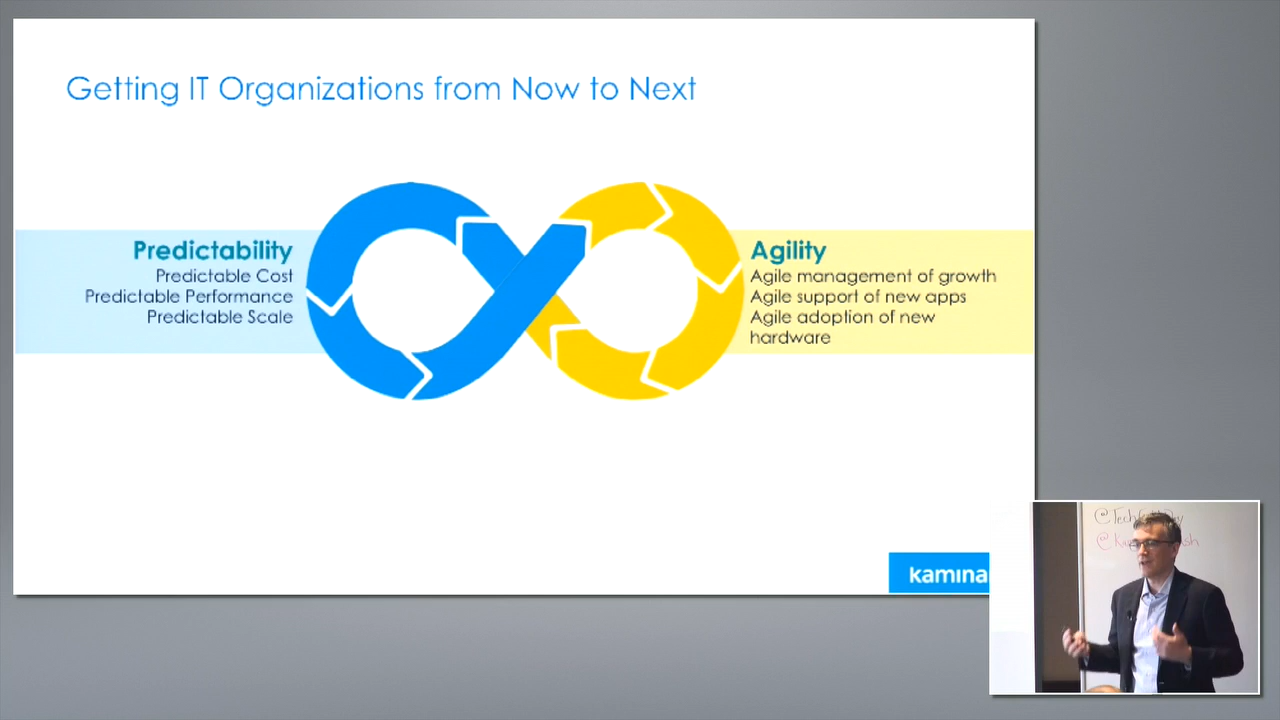 Getting IT Organizations from Now to Next
Predictability
Predictable Cost
Predictable Performance
Predictable Scale
Agility
Agile management of growth
Agile support of new apps
Agile adoption of new
hardware
kamina